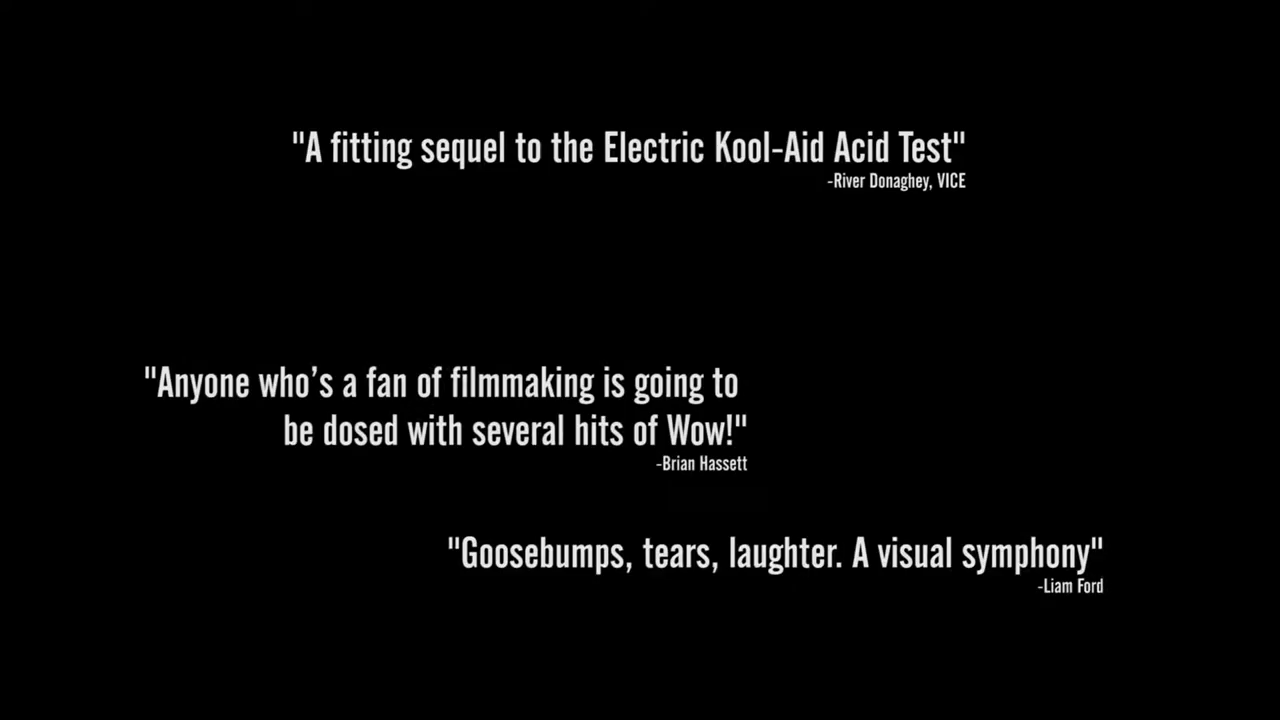 "A fitting sequel to the Electric Kool-Aid Acid Test"
-River Donaghey, VICE
"Anyone who’s a fan of filmmaking is going to
be dosed with several hits of Wow!"
-Brian Hassett
"Goosebumps, tears, laughter. A visual symphony"
-Liam Ford